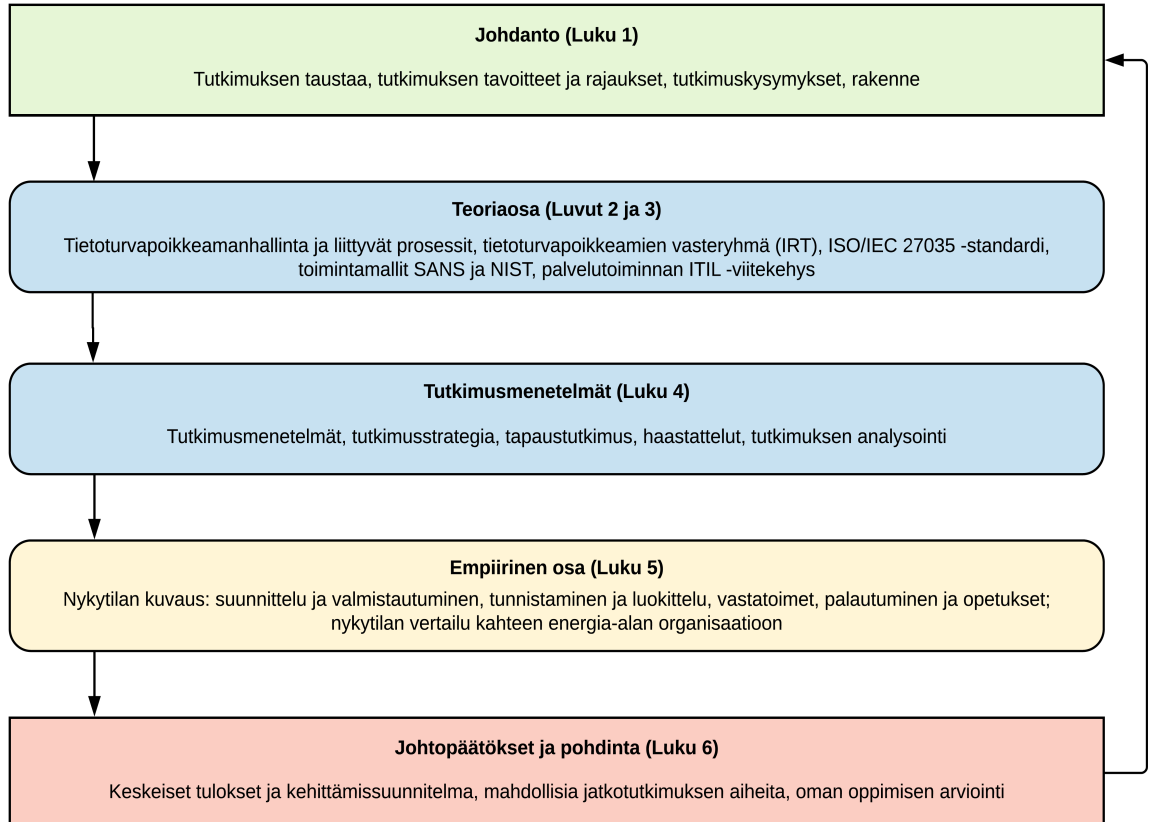 Johdanto (Luku 1)
Tutkimuksen taustaa, tutkimuksen tavoitteet ja rajaukset, tutkimuskysymykset, rakenne
Teoriaosa (Luvut 2 ja 3)
Tietoturvapoikkeamanhallinta ja liittyvät prosessit, tietoturvapoikkeamien vasteryhmä (IRT), ISO/IEC 27035 -standardi,
toimintamallit SANS ja NIST, palvelutoiminnan ITIL -viitekehys
Tutkimusmenetelmät (Luku 4)
Tutkimusmenetelmät, tutkimusstrategia, tapaustutkimus, haastattelut, tutkimuksen analysointi
Empiirinen osa (Luku 5)
Nykytilan kuvaus: suunnittelu ja valmistautuminen, tunnistaminen ja luokittelu, vastatoimet, palautuminen ja opetukset;
nykytilan vertailu kahteen energia-alan organisaatioon
Johtopäätökset ja pohdinta (Luku 6)
Keskeiset tulokset ja kehittämissuunnitelma, mahdollisia jatkotutkimuksen aiheita, oman oppimisen arviointi